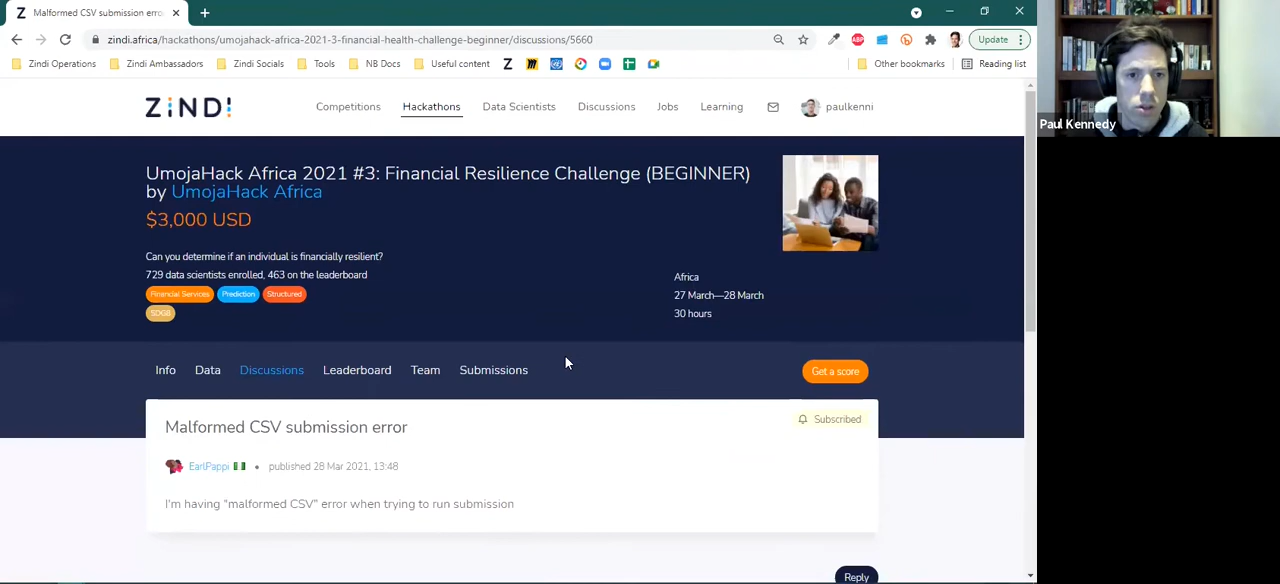 Malformed CSV submission erro
zindi.africa/hackathons/umojahack-africa-2021-3-financial-health-challenge-beginner/discussions/5660
ABP
Update
Zindi Operations
Zindi Ambassadors
Zindi Socials
Tools
NB Docs
Useful content
Other bookmarks
Reading list
ZINDI
Competitions
Hackathons
Data Scientists
Discussions
Jobs
Learning
paulkenni
Paul Kennedy
UmojaHack Africa 2021 #3: Financial Resilience Challenge (BEGINNER)
by UmojaHack Africa
$3,000 USD
Can you determine if an individual is financially resilient?
729 data scientists enrolled, 463 on the leaderboard
Financial Services
Prediction
Structured
SDG8
Africa
27 March—28 March
30 hours
Info
Data
Discussions
Leaderboard
Team
Submissions
Get a score
Malformed CSV submission error
Subscribed
EarlPappi
• published 28 Mar 2021, 13:48
I'm having "malformed CSV" error when trying to run submission
Reply